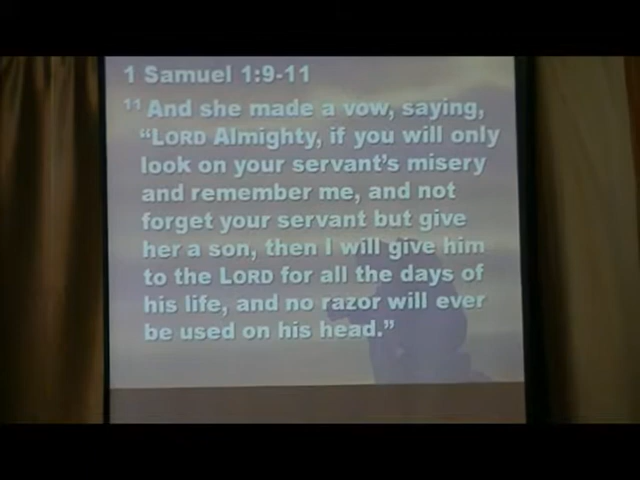 1 Samuel 1:9-11
11 And she made a vow, saying,
“LORD Almighty, if you will only
look on your servant’s misery
and remember me, and not
forget your servant but give
her a son, then I will give him
to the LORD for all the days of
his life, and no razor will ever
be used on his head.”